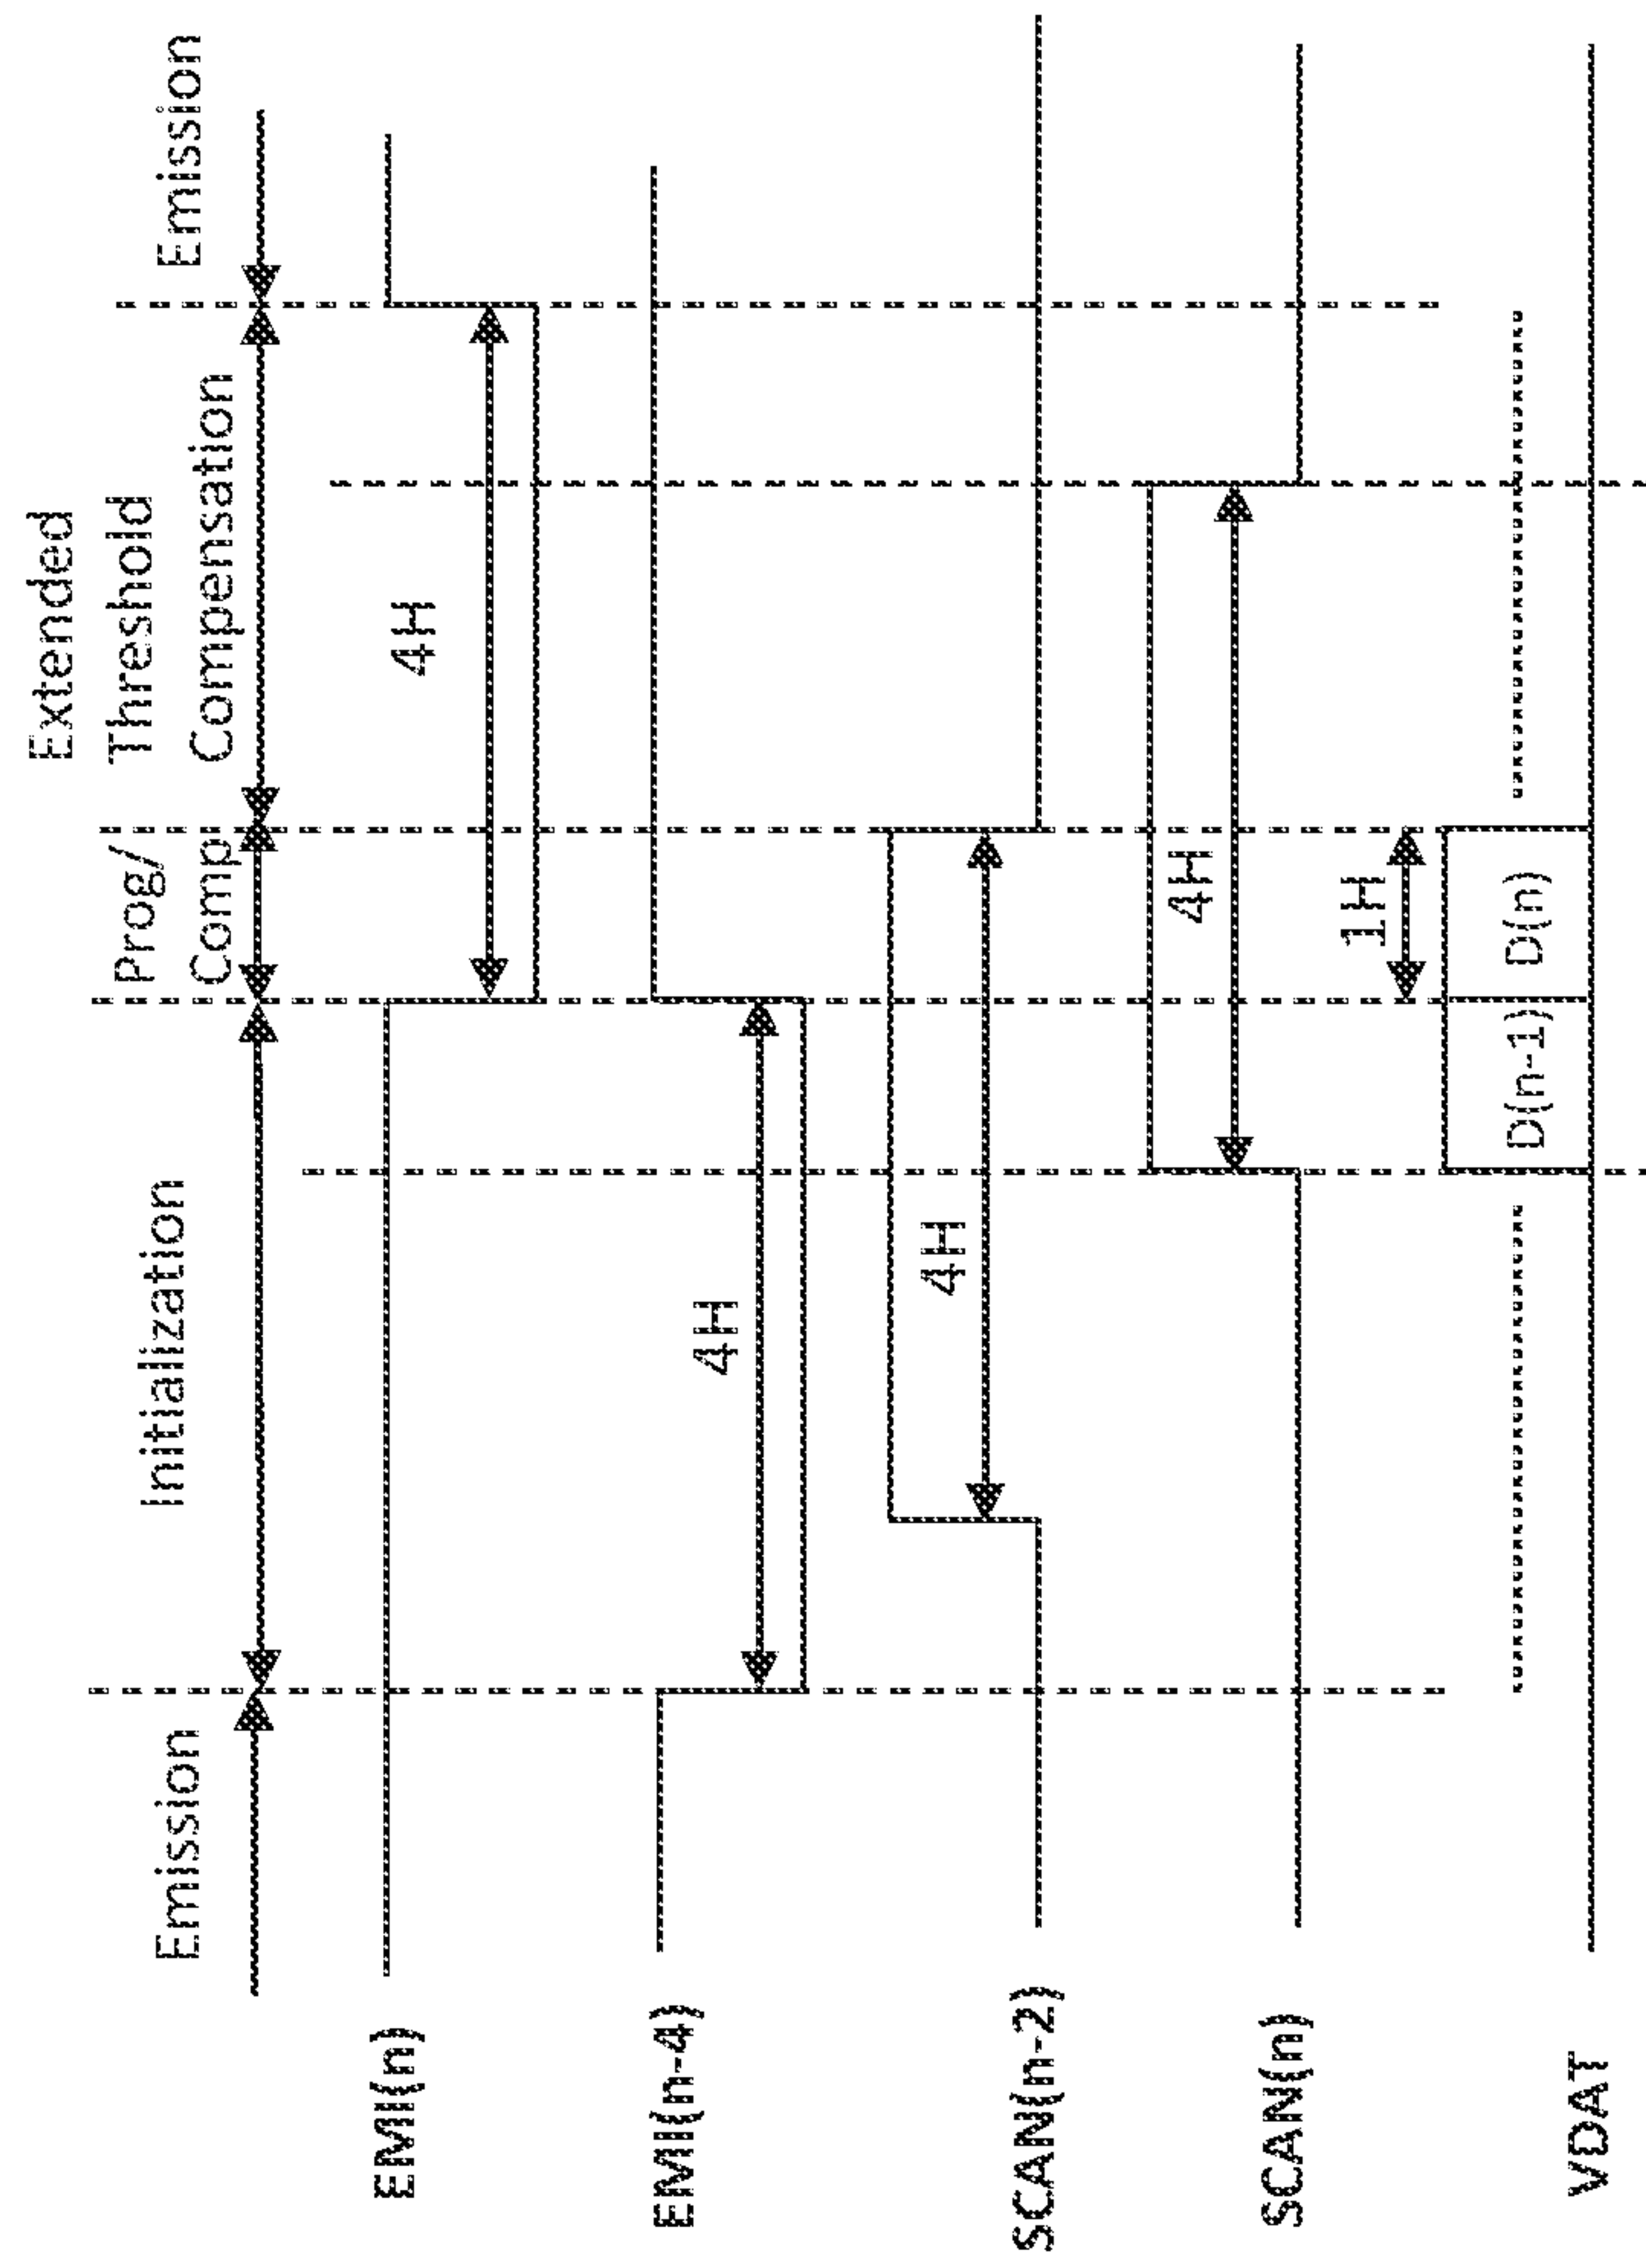 Emission
Initialization
Prog/
Comp
Extended
Threshold
Compensation
Emission
EMI(n)
4H
EMI(n-4)
4H
SCAN(n-2)
4H
SCAN(n)
4H
1H
VDAT
D(n-1)
D(n)